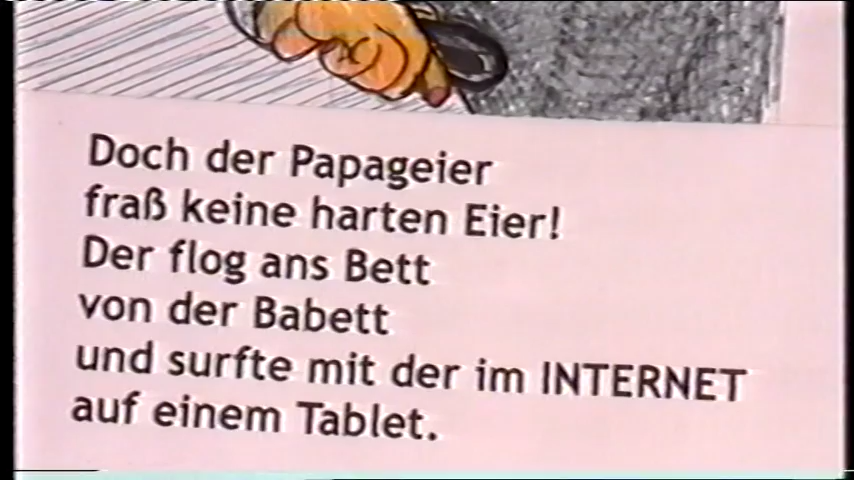 Doch der Papageier
fraß keine harten Eier!
Der flog ans Bett
von der Babett
und surfte mit der im INTERNET
auf einem Tablet.